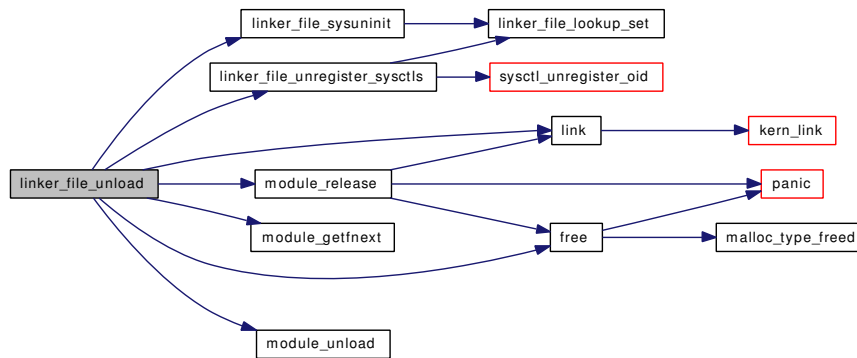 linker_file_sysuninit
linker_file_lookup_set
linker_file_unregister_sysctls
sysctl_unregister_oid
link
kern_link
linker_file_unload
module_release
panic
module_getfnext
free
malloc_type_freed
module_unload